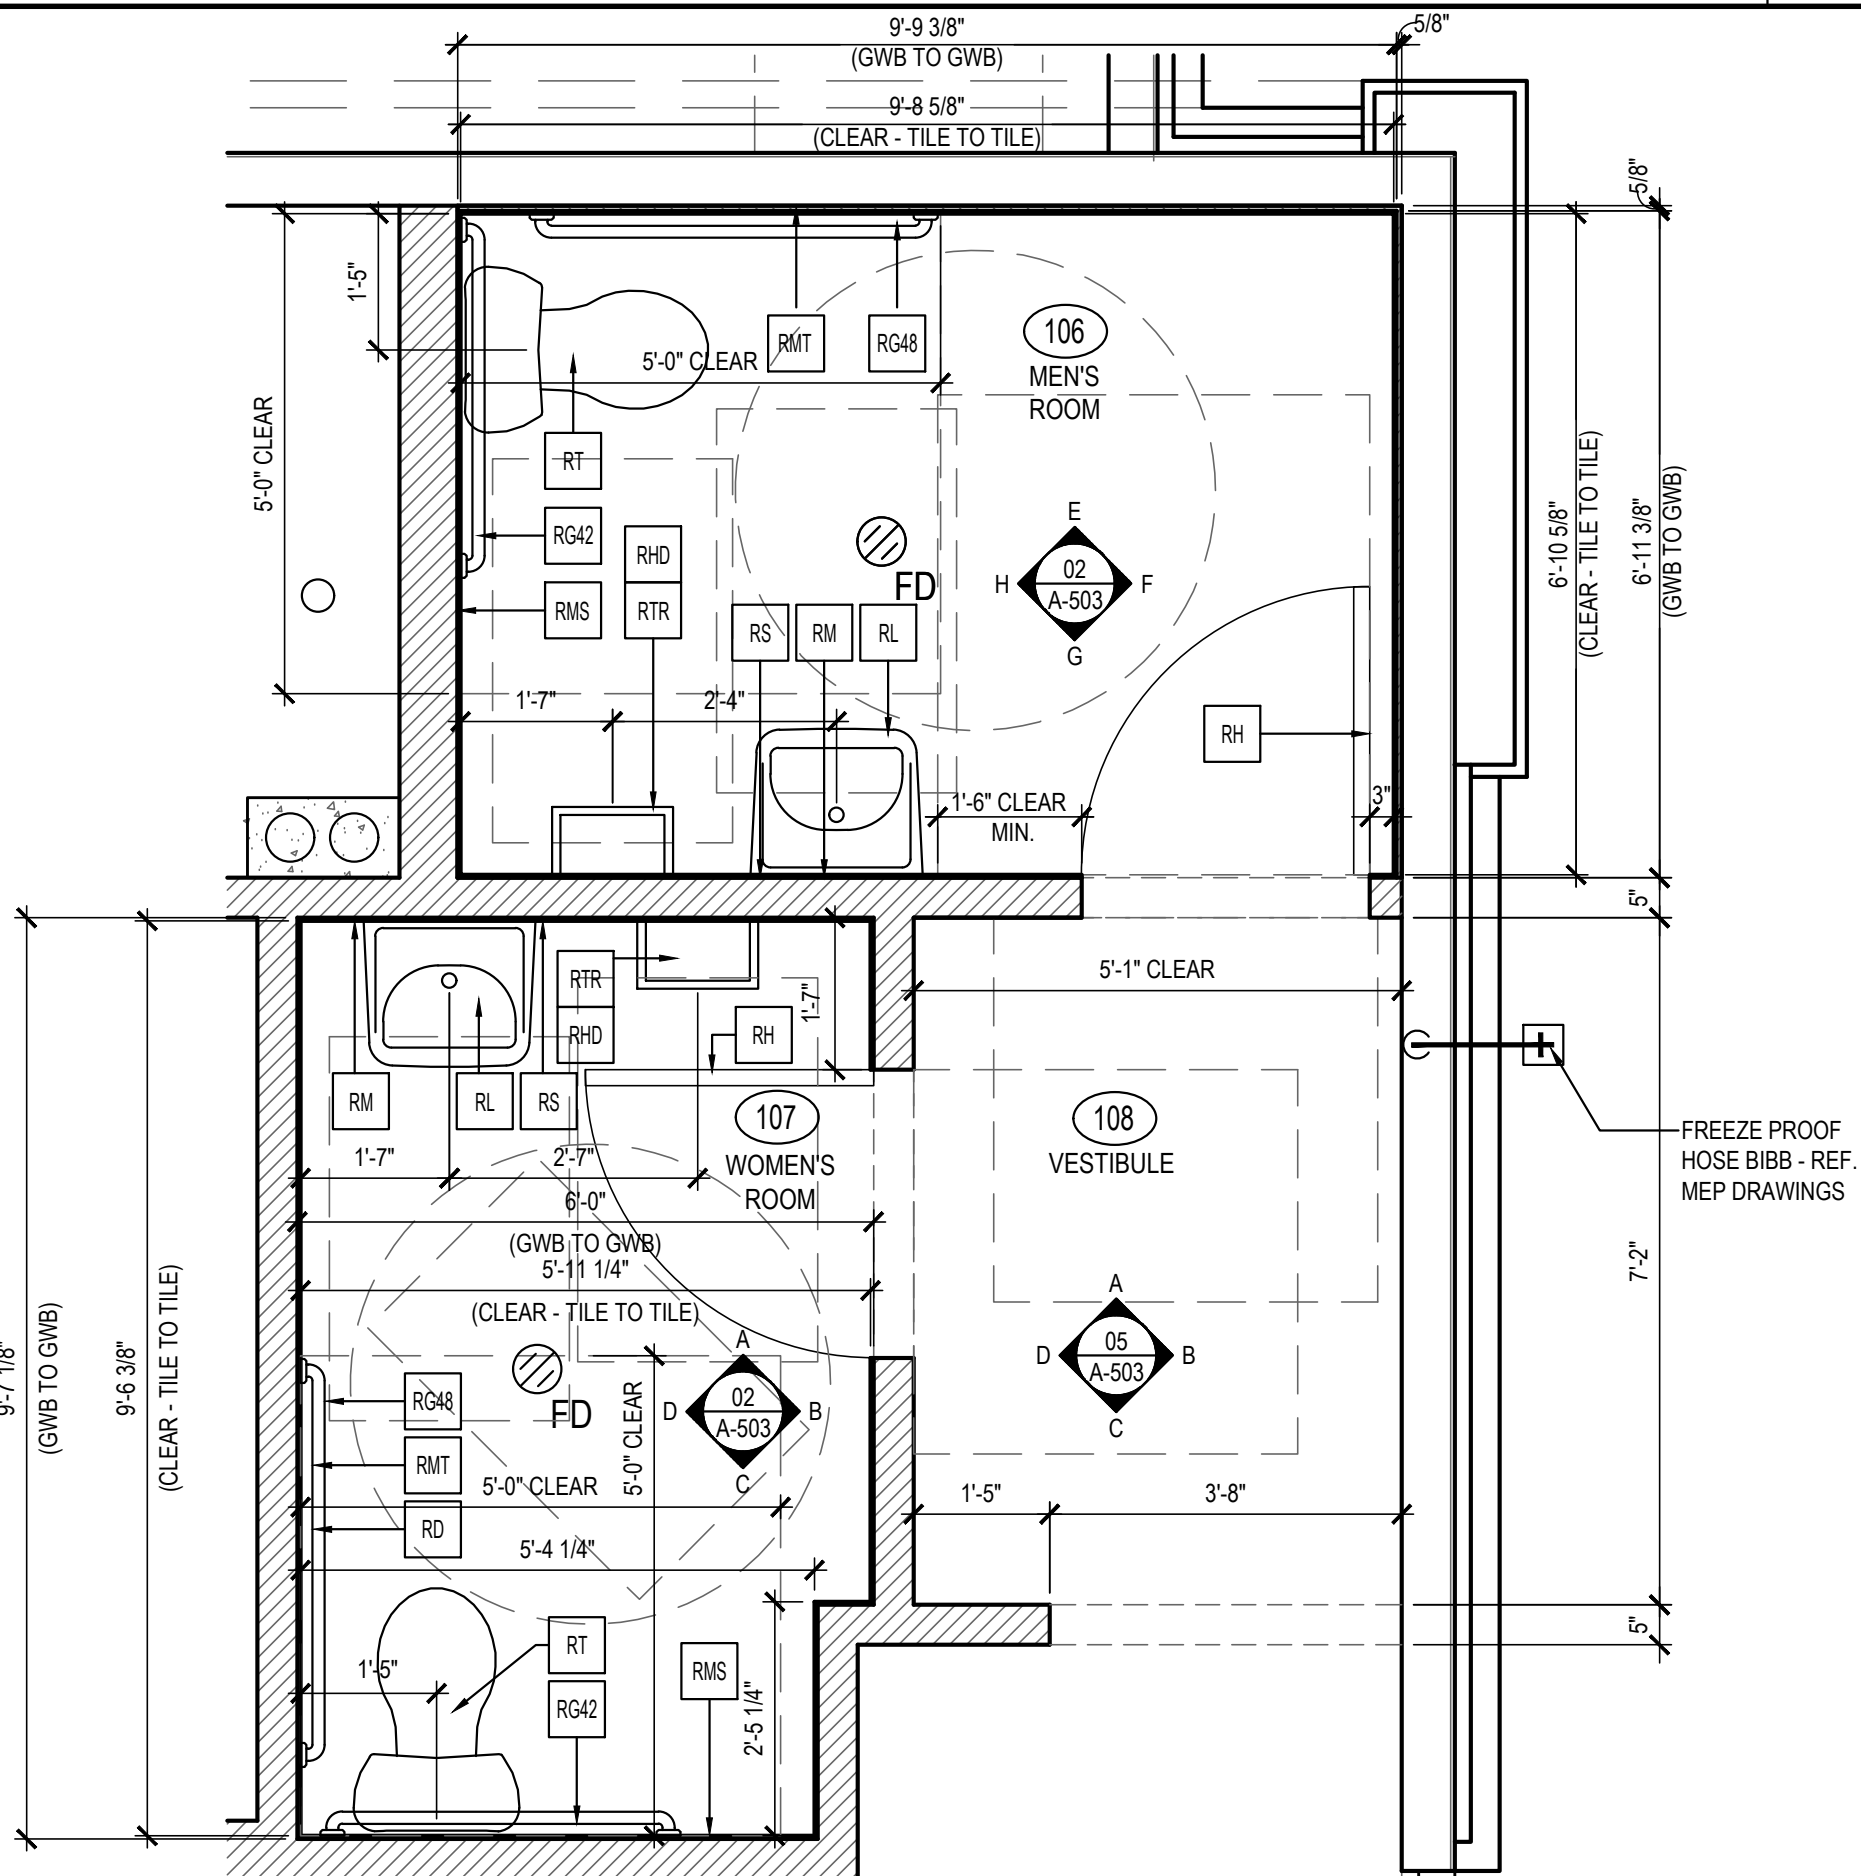 9'-9 3/8"
(GWB TO GWB)
5/8"
9'-8 5/8"
(CLEAR - TILE TO TILE)
5/8"
1'-5"
5'-0" CLEAR
RMT
RG48
106
MEN'S
ROOM
5'-0" CLEAR
RT
RG42
RHD
RMS
RTR
FD
RS
RM
RL
E
H
02
A-503
F
G
6'-10 5/8"
(CLEAR - TILE TO TILE)
6'-11 3/8"
(GWB TO GWB)
1'-7"
2'-4"
RH
1'-6" CLEAR
MIN.
3"
5"
RTR
RHD
RH
1'-7"
5'-1" CLEAR
RM
RL
RS
107
WOMEN'S
ROOM
108
VESTIBULE
FREEZE PROOF
HOSE BIBB - REF.
MEP DRAWINGS
1'-7"
2'-7"
6'-0"
(GWB TO GWB)
5'-11 1/4"
(CLEAR - TILE TO TILE)
9'-7 1/8"
(GWB TO GWB)
9'-6 3/8"
(CLEAR - TILE TO TILE)
7'-2"
A
D
05
A-503
B
C
RG48
FD
5'-0" CLEAR
A
D
02
A-503
B
C
RMT
5'-0" CLEAR
RD
5'-4 1/4"
1'-5"
3'-8"
5"
RT
RMS
1'-5"
RG42
2'-5 1/4"